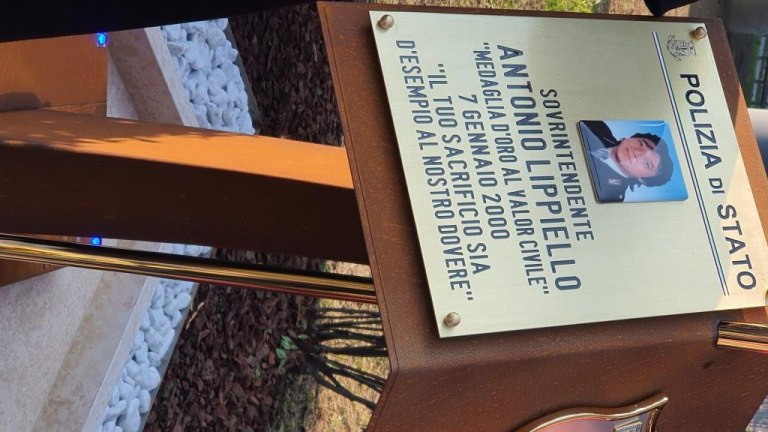 POLIZIA DI STATO
SOVRINTENDENTE
ANTONIO LIPPIELLO
"MEDAGLIA D'ORO AL VALOR CIVILE"
7 GENNAIO 2000
"IL TUO SACRIFICIO SIA
D'ESEMPIO AL NOSTRO DOVERE"